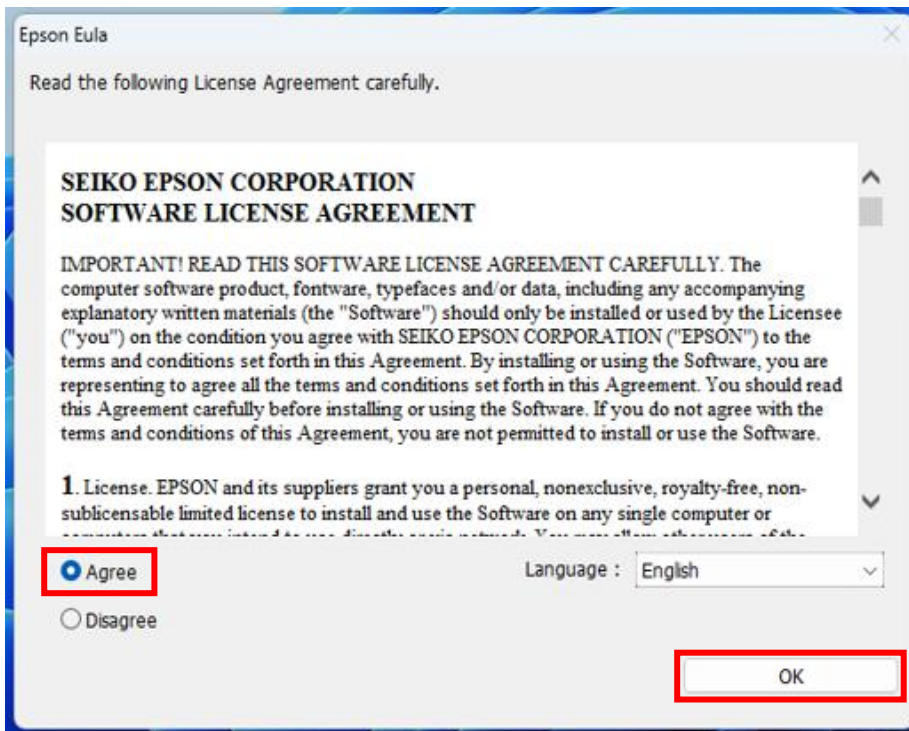 Epson Eula
Read the following License Agreement carefully.
SEIKO EPSON CORPORATION
SOFTWARE LICENSE AGREEMENT
IMPORTANT! READ THIS SOFTWARE LICENSE AGREEMENT CAREFULLY. The
computer software product, fontware, typefaces and/or data, including any accompanying
explanatory written materials (the "Software") should only be installed or used by the Licensee
("you") on the condition you agree with SEIKO EPSON CORPORATION ("EPSON") to the
terms and conditions set forth in this Agreement. By installing or using the Software, you are
representing to agree all the terms and conditions set forth in this Agreement. You should read
this Agreement carefully before installing or using the Software. If you do not agree with the
terms and conditions of this Agreement, you are not permitted to install or use the Software.
1. License. EPSON and its suppliers grant you a personal, nonexclusive, royalty-free, non-
sublicensable limited license to install and use the Software on any single computer or
Agree
Language : English
Disagree
OK